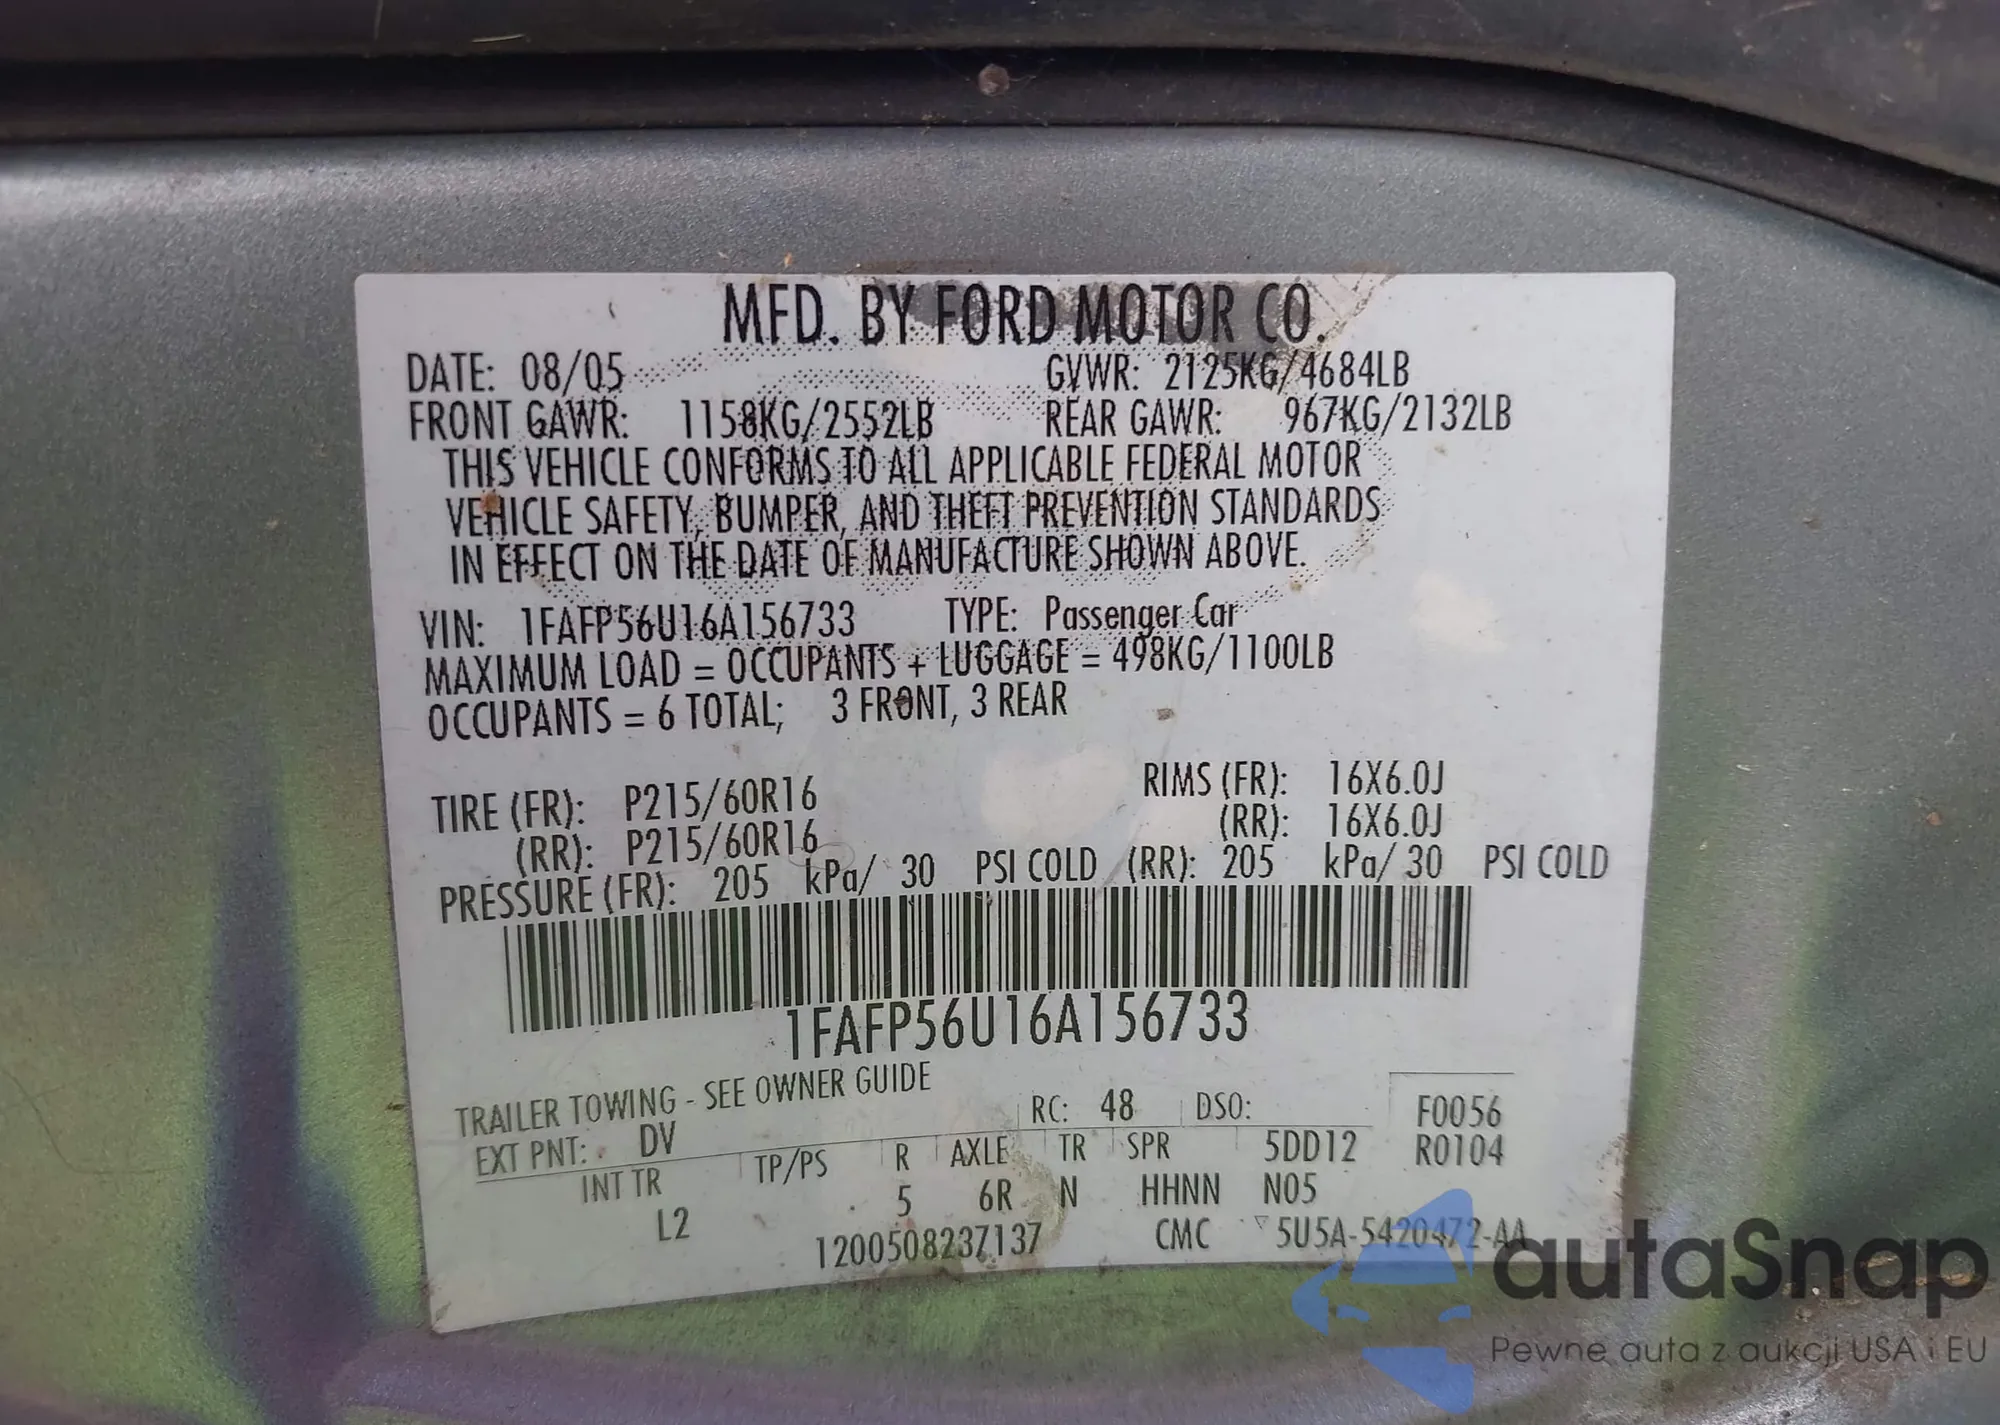 MFD. BY FORD MOTOR CO.
DATE: 08/05 GVWR: 2125KG/4684LB
FRONT GAWR: 1158KG/2552LB REAR GAWR: 967KG/2132LB
THIS VEHICLE CONFORMS TO ALL APPLICABLE FEDERAL MOTOR
VEHICLE SAFETY, BUMPER, AND THEFT PREVENTION STANDARDS
IN EFFECT ON THE DATE OF MANUFACTURE SHOWN ABOVE.
VIN: 1FAFP56U16A156733 TYPE: Passenger Car
MAXIMUM LOAD = OCCUPANTS + LUGGAGE = 498KG/1100LB
OCCUPANTS = 6 TOTAL; 3 FRONT, 3 REAR
TIRE (FR): P215/60R16 RIMS (FR): 16X6.0J
(RR): P215/60R16 (RR): 16X6.0J
PRESSURE (FR): 205 kPa/ 30 PSI COLD (RR): 205 kPa/ 30 PSI COLD
1FAFP56U16A156733
TRAILER TOWING - SEE OWNER GUIDE
EXT PNT: DV RC: 48 DSO: F0056
INT TR TP/PS R AXLE TR SPR 5DD12 R0104
L2 5 6R N HHNN N05
1200508237137 CMC ▽5U5A-5420472-AA
autaSnap
Pewne auta z aukcji USA i EU